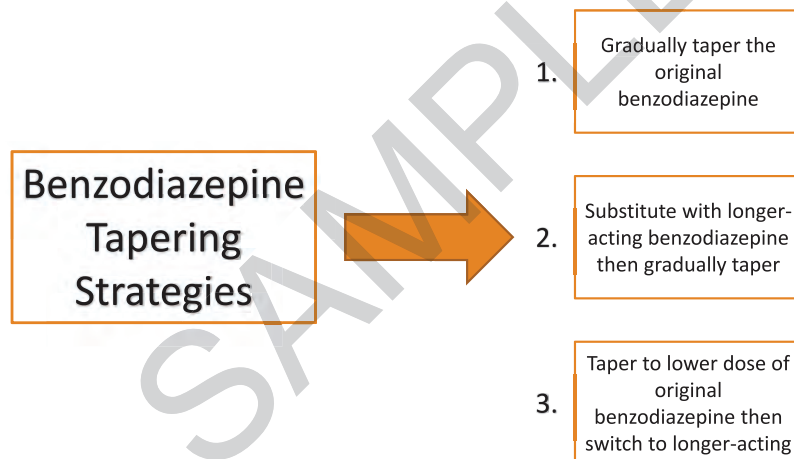 Benzodiazepine
Tapering
Strategies
1.
Gradually taper the
original
benzodiazepine
2.
Substitute with longer-
acting benzodiazepine
then gradually taper
3.
Taper to lower dose of
original
benzodiazepine then
switch to longer-acting
SAMPLE